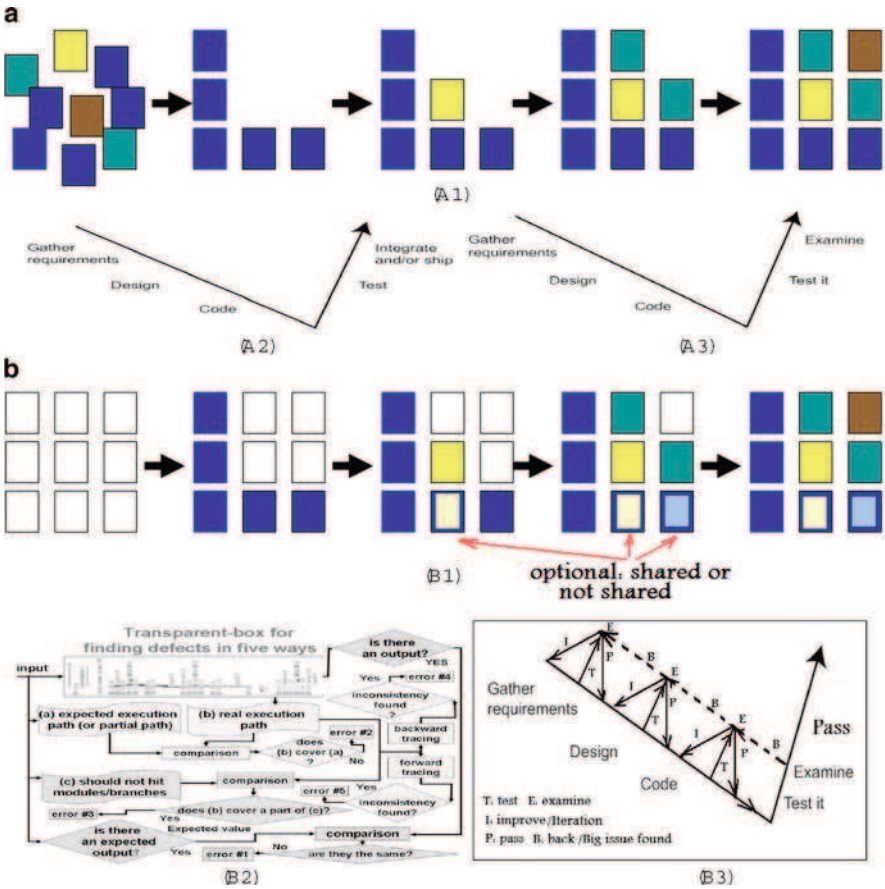 a
(A1)
Gather
requirements
Design
Code
Integrate
and/or ship
Test
(A2)
Gather
requirements
Design
Code
Examine
Test it
(A3)
b
optional: shared or
not shared
(B1)
Transparent-box for
finding defects in five ways
input
is there
an output?
YES
Yes
error #4
inconsistency
found
?
(a) expected execution
path (or partial path)
(b) real execution
path
error #2
backward
tracing
comparison
does
(b) cover (a)
?
No
forward
tracing
(c) should not hit
modules/branches
comparison
error #5
Yes
inconsistency
found?
error #3
does (b) cover a part of (c)?
Yes
Expected value
is there
an expected
output?
Yes
comparison
error #1
No
are they the same?
(B2)
E
I
T
P
B
Gather
requirements
E
I
T
P
B
Design
E
I
T
P
B
Code
Pass
Examine
Test it
T: test E: examine
I: improve/Iteration
P: pass B: back/Big issue found
(B3)